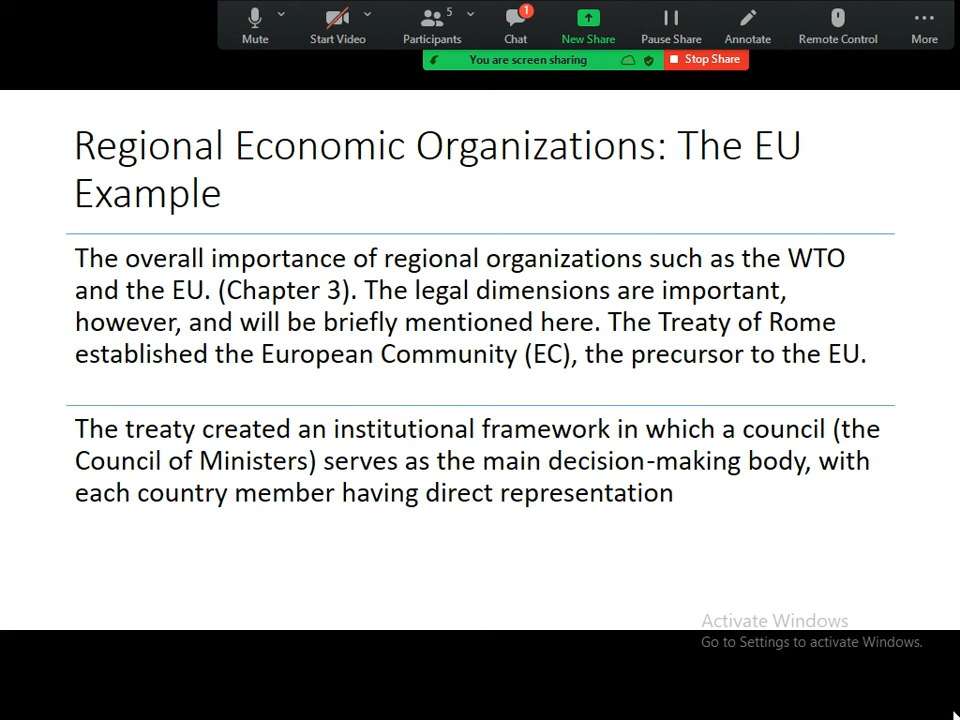 Mute
Start Video
5
Participants
1
Chat
New Share
Pause Share
Annotate
Remote Control
More
You are screen sharing
Stop Share
Regional Economic Organizations: The EU
Example
The overall importance of regional organizations such as the WTO
and the EU. (Chapter 3). The legal dimensions are important,
however, and will be briefly mentioned here. The Treaty of Rome
established the European Community (EC), the precursor to the EU.
The treaty created an institutional framework in which a council (the
Council of Ministers) serves as the main decision-making body, with
each country member having direct representation
Activate Windows
Go to Settings to activate Windows.